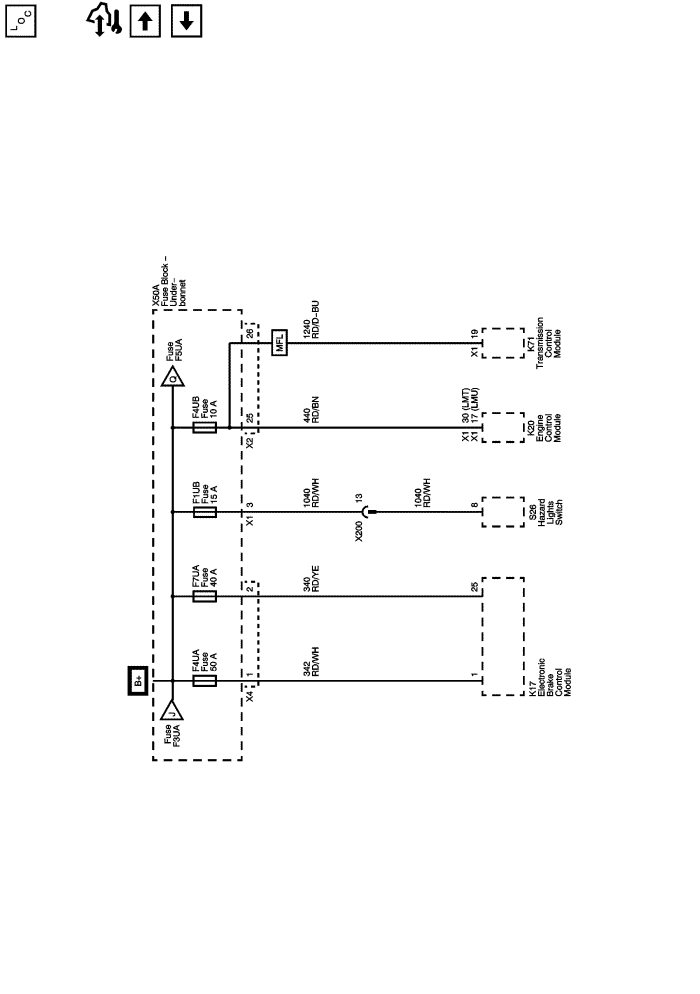 LOC
X50A
Fuse Block –
Under–
bonnet
B+
J
Fuse
F3UA
Q
Fuse
F5UA
F4UA
Fuse
50 A
F7UA
Fuse
40 A
F1UB
Fuse
15 A
F4UB
Fuse
10 A
X4
1
2
X1
3
X2
25
26
MFL
342
RD/WH
340
RD/YE
1040
RD/WH
X200
13
1040
RD/WH
440
RD/BN
1240
RD/D–BU
1
25
8
X1 30 (LMT)
X1 17 (LMU)
X1 19
K17
Electronic
Brake
Control
Module
S26
Hazard
Lights
Switch
K20
Engine
Control
Module
K71
Transmission
Control
Module